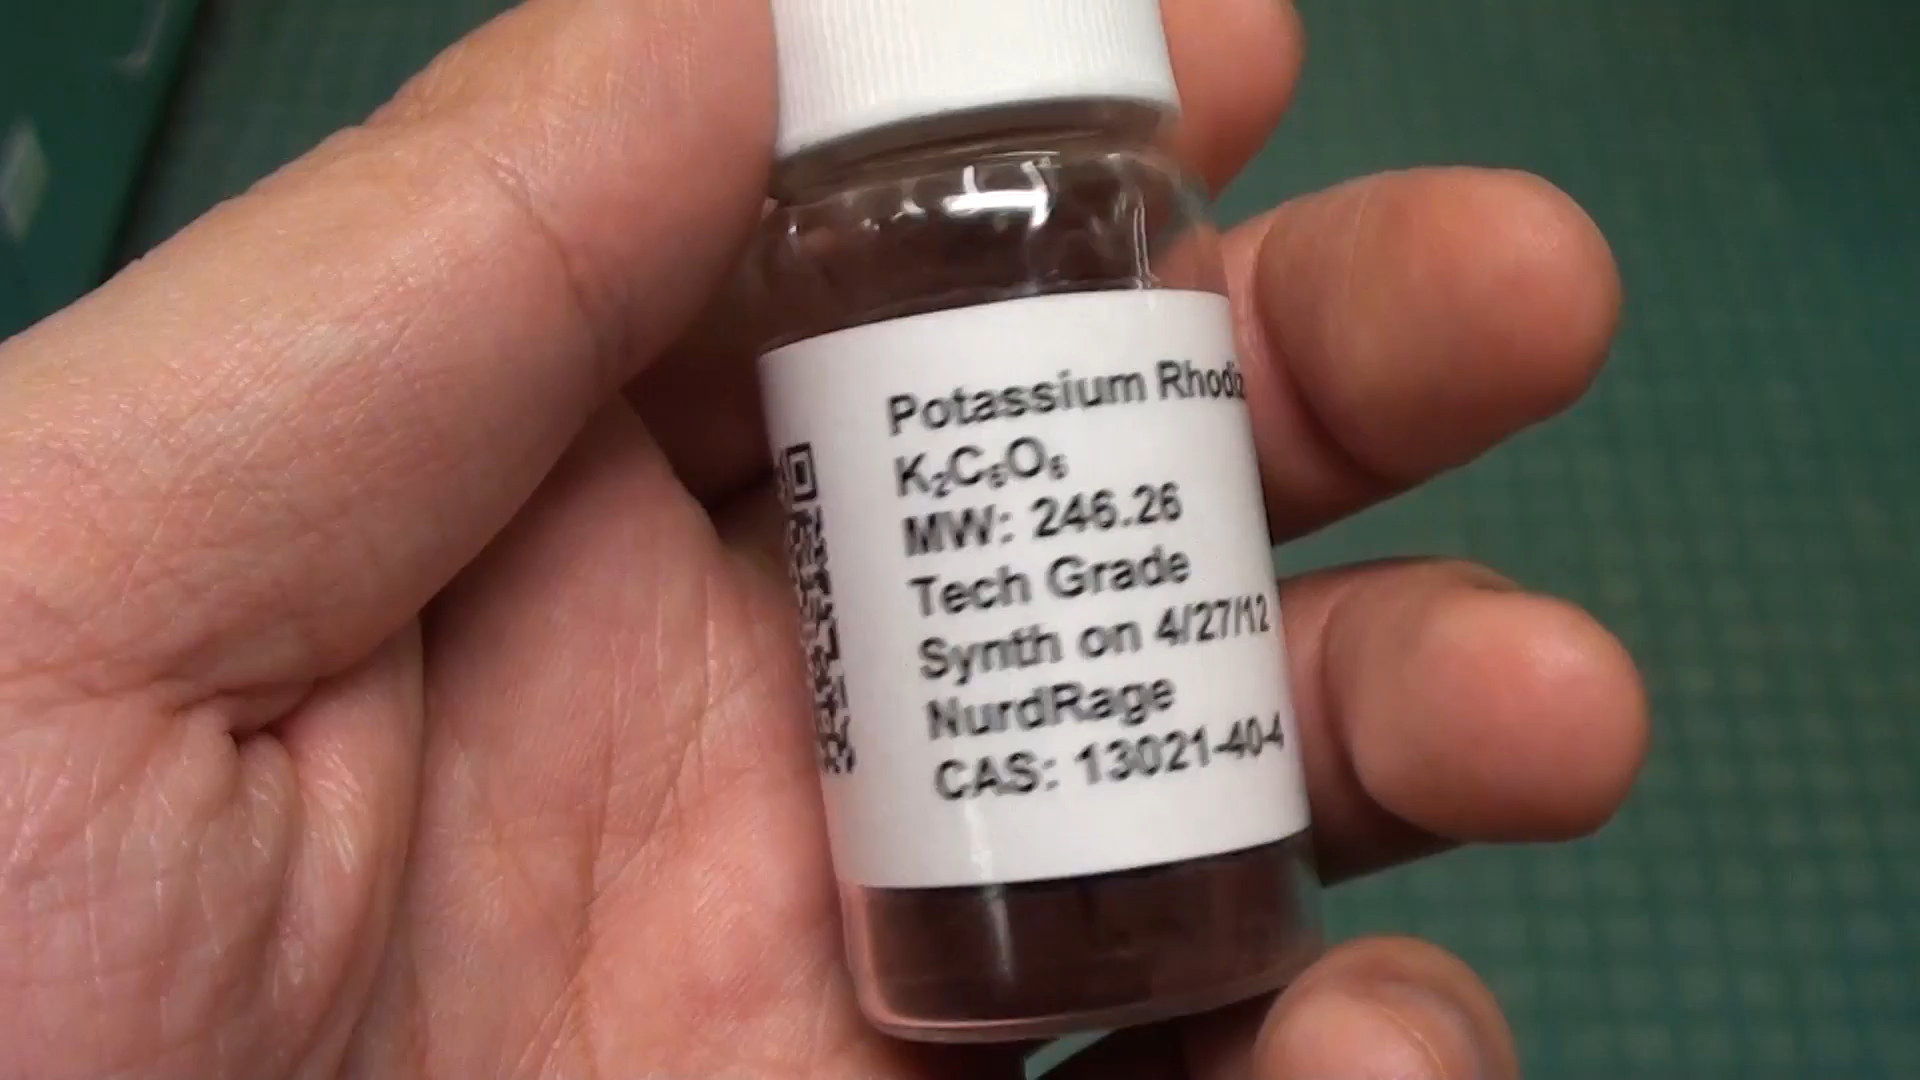 Potassium Rhodiz
K₂C₆O₆
MW: 246.26
Tech Grade
Synth on 4/27/12
NurdRage
CAS: 13021-40-4